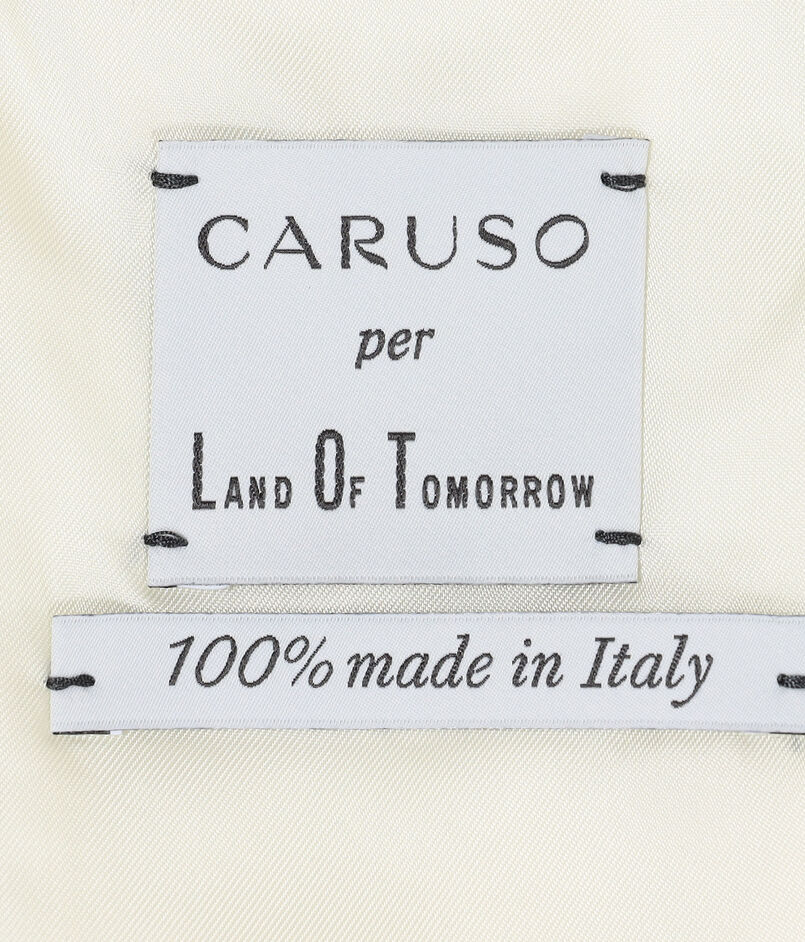 CARUSO
per
LAND OF TOMORROW
100% made in Italy